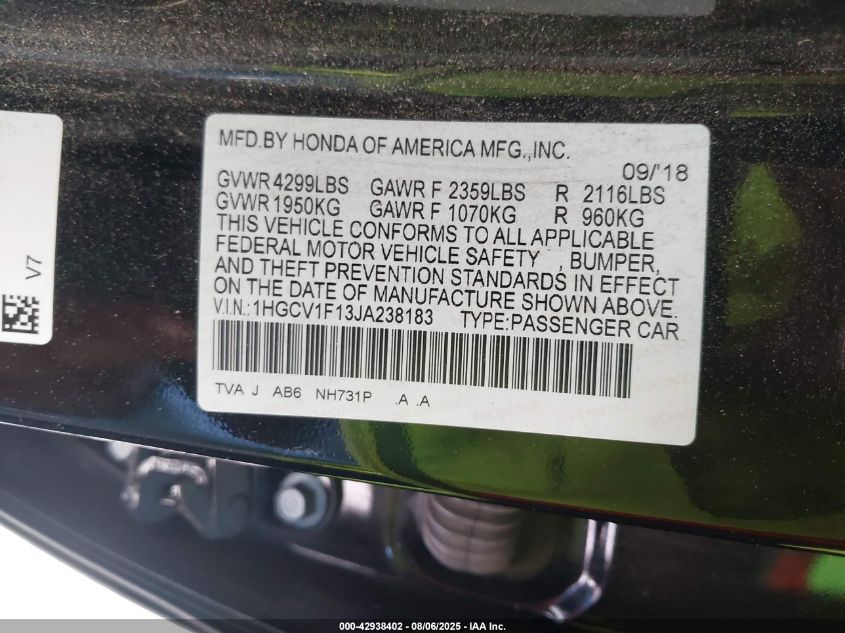 MFD.BY HONDA OF AMERICA MFG.,INC.
09/'18
GVWR 4299LBS GAWR F 2359LBS R 2116LBS
GVWR 1950KG GAWR F 1070KG R 960KG
THIS VEHICLE CONFORMS TO ALL APPLICABLE
FEDERAL MOTOR VEHICLE SAFETY , BUMPER,
AND THEFT PREVENTION STANDARDS IN EFFECT
ON THE DATE OF MANUFACTURE SHOWN ABOVE.
V.I.N.:1HGCV1F13JA238183 TYPE:PASSENGER CAR
TVA J AB6 NH731P .A .A
V7
000-42938402 - 08/06/2025 - IAA Inc.